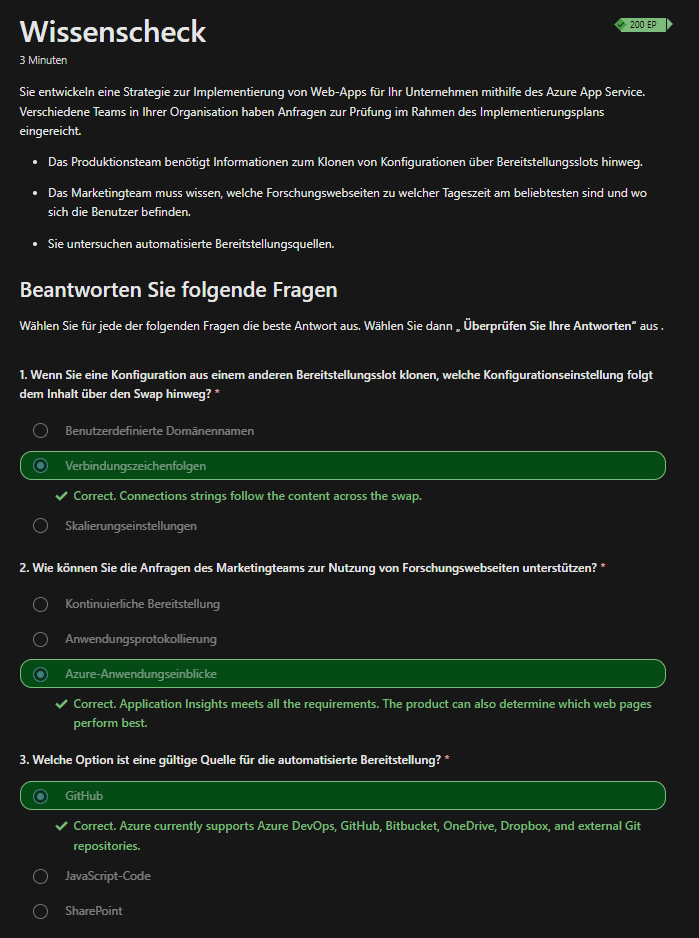 Wissenscheck
200 EP
3 Minuten
Sie entwickeln eine Strategie zur Implementierung von Web-Apps für Ihr Unternehmen mithilfe des Azure App Service.
Verschiedene Teams in Ihrer Organisation haben Anfragen zur Prüfung im Rahmen des Implementierungsplans
eingereicht.
• Das Produktionsteam benötigt Informationen zum Klonen von Konfigurationen über Bereitstellungsslots hinweg.
• Das Marketingteam muss wissen, welche Forschungswebseiten zu welcher Tageszeit am beliebtesten sind und wo
sich die Benutzer befinden.
• Sie untersuchen automatisierte Bereitstellungsquellen.
Beantworten Sie folgende Fragen
Wählen Sie für jede der folgenden Fragen die beste Antwort aus. Wählen Sie dann „ Überprüfen Sie Ihre Antworten“ aus .
1. Wenn Sie eine Konfiguration aus einem anderen Bereitstellungsslot klonen, welche Konfigurationseinstellung folgt
dem Inhalt über den Swap hinweg? *
Benutzerdefinierte Domänennamen
Verbindungszeichenfolgen
Correct. Connections strings follow the content across the swap.
Skalierungseinstellungen
2. Wie können Sie die Anfragen des Marketingteams zur Nutzung von Forschungswebseiten unterstützen? *
Kontinuierliche Bereitstellung
Anwendungsprotokollierung
Azure-Anwendungseinblicke
Correct. Application Insights meets all the requirements. The product can also determine which web pages
perform best.
3. Welche Option ist eine gültige Quelle für die automatisierte Bereitstellung? *
GitHub
Correct. Azure currently supports Azure DevOps, GitHub, Bitbucket, OneDrive, Dropbox, and external Git
repositories.
JavaScript-Code
SharePoint